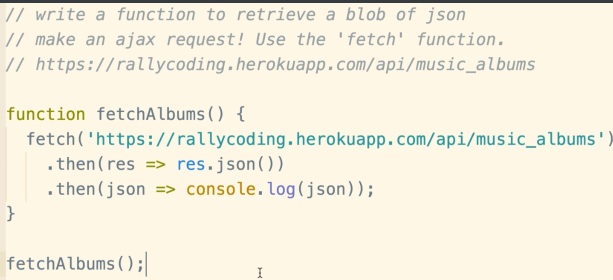 // write a function to retrieve a blob of json
// make an ajax request! Use the 'fetch' function.
// https://rallycoding.herokuapp.com/api/music_albums
function fetchAlbums() {
fetch('https://rallycoding.herokuapp.com/api/music_albums')
.then(res => res.json())
.then(json => console.log(json));
}
fetchAlbums();